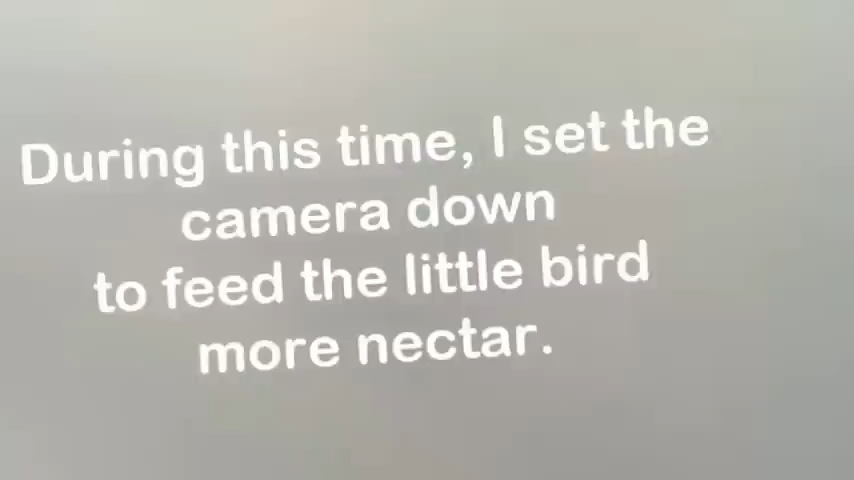 During this time, I set the
camera down
to feed the little bird
more nectar.